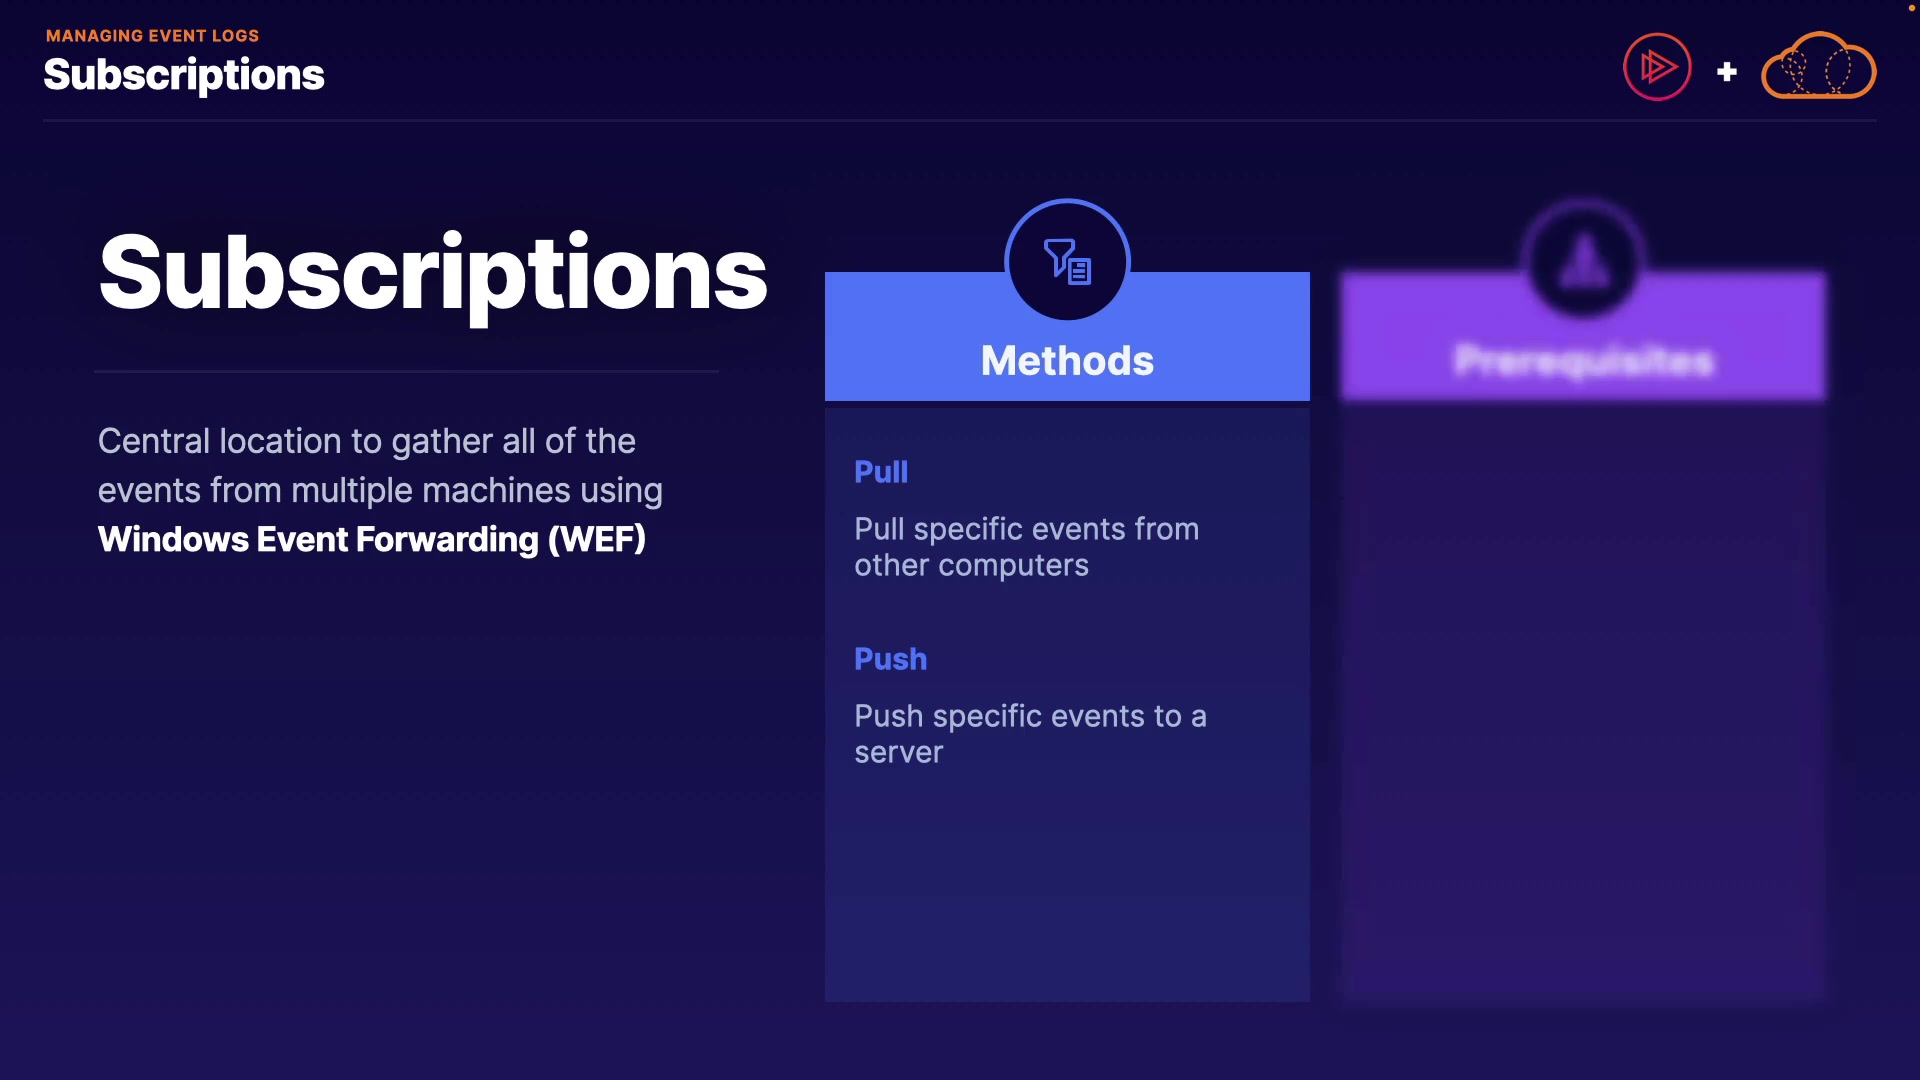 MANAGING EVENT LOGS
Subscriptions
+
Subscriptions
Central location to gather all of the
events from multiple machines using
Windows Event Forwarding (WEF)
Methods
Pull
Pull specific events from
other computers
Push
Push specific events to a
server
Prerequisites